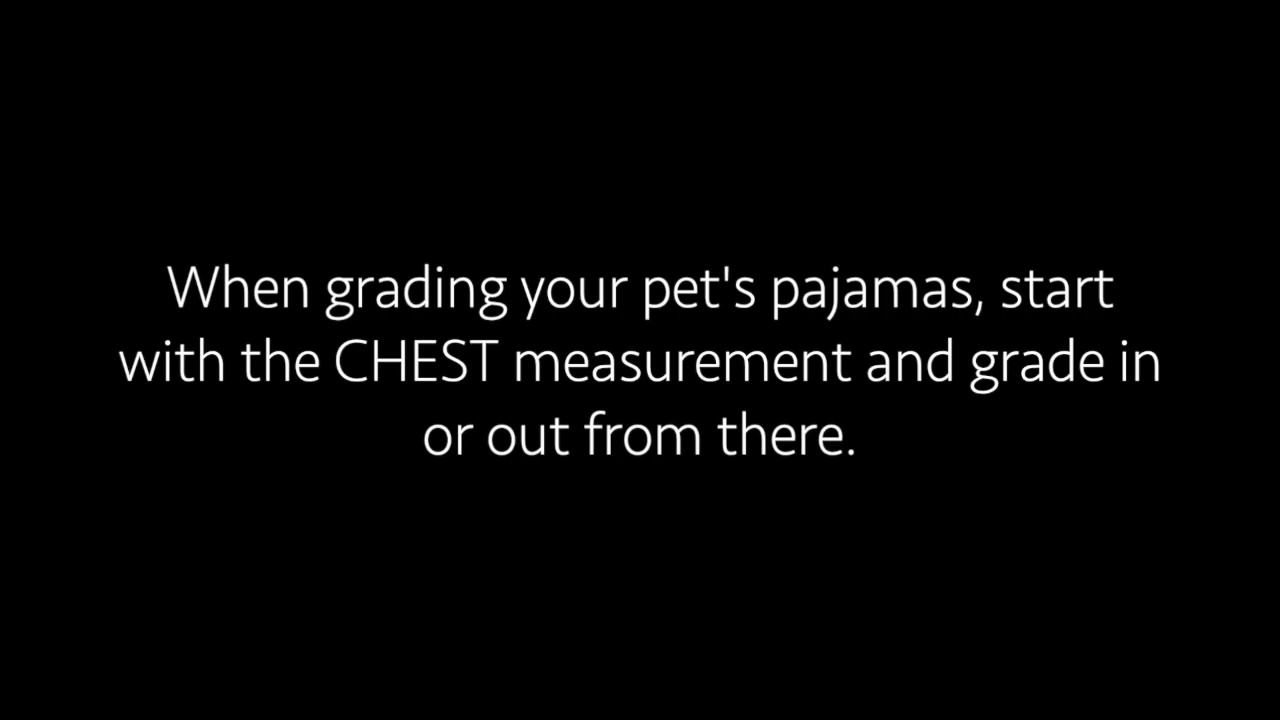 When grading your pet's pajamas, start
with the CHEST measurement and grade in
or out from there.